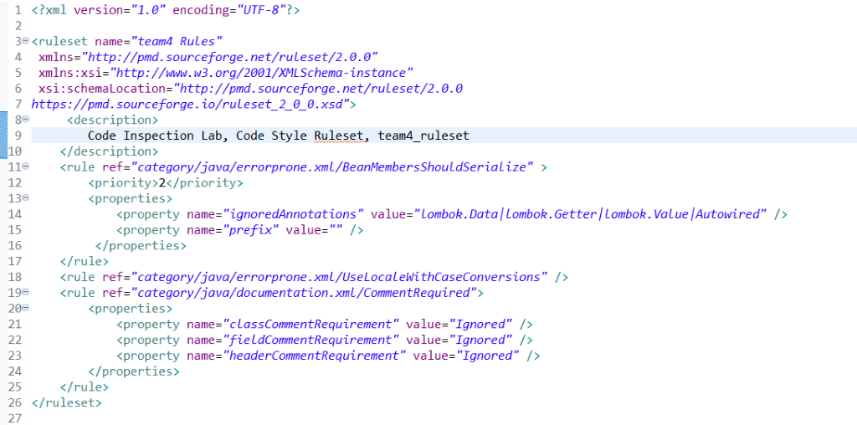 1 <?xml version="1.0" encoding="UTF-8"?>
2
3 <ruleset name="team4 Rules"
4 xmlns="http://pmd.sourceforge.net/ruleset/2.0.0"
5 xmlns:xsi="http://www.w3.org/2001/XMLSchema-instance"
6 xsi:schemaLocation="http://pmd.sourceforge.net/ruleset/2.0.0
7 https://pmd.sourceforge.io/ruleset_2_0_0.xsd">
8 <description>
9 Code Inspection Lab, Code Style Ruleset, team4_ruleset
10 </description>
11 <rule ref="category/java/errorprone.xml/BeanMembersShouldSerialize" >
12 <priority>2</priority>
13 <properties>
14 <property name="ignoredAnnotations" value="lombok.Data|lombok.Getter|lombok.Value|Autowired" />
15 <property name="prefix" value="" />
16 </properties>
17 </rule>
18 <rule ref="category/java/errorprone.xml/UseLocaleWithCaseConversions" />
19 <rule ref="category/java/documentation.xml/CommentRequired">
20 <properties>
21 <property name="classCommentRequirement" value="Ignored" />
22 <property name="fieldCommentRequirement" value="Ignored" />
23 <property name="headerCommentRequirement" value="Ignored" />
24 </properties>
25 </rule>
26 </ruleset>
27